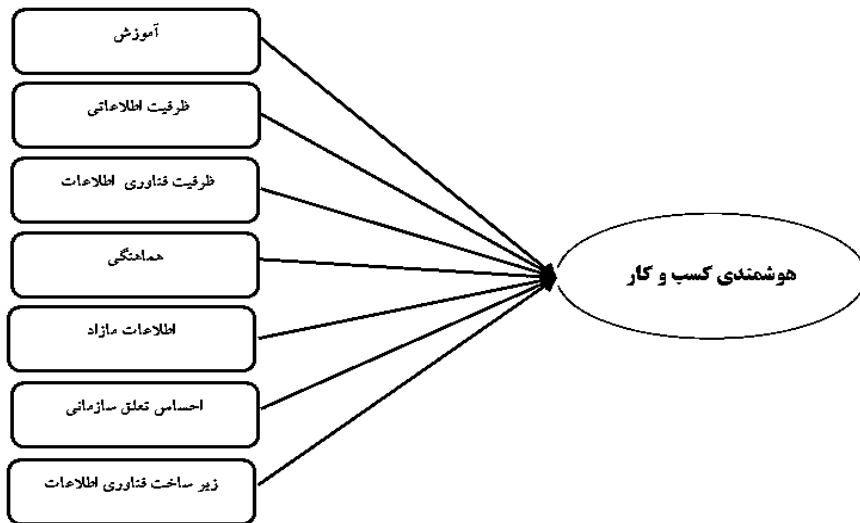 آموزش
ظرفیت اطلاعاتی
ظرفیت فناوری اطلاعات
هماهنگی
اطلاعات مازاد
احساس تعلق سازمانی
زیر ساخت فناوری اطلاعات
هوشمندی کسب و کار